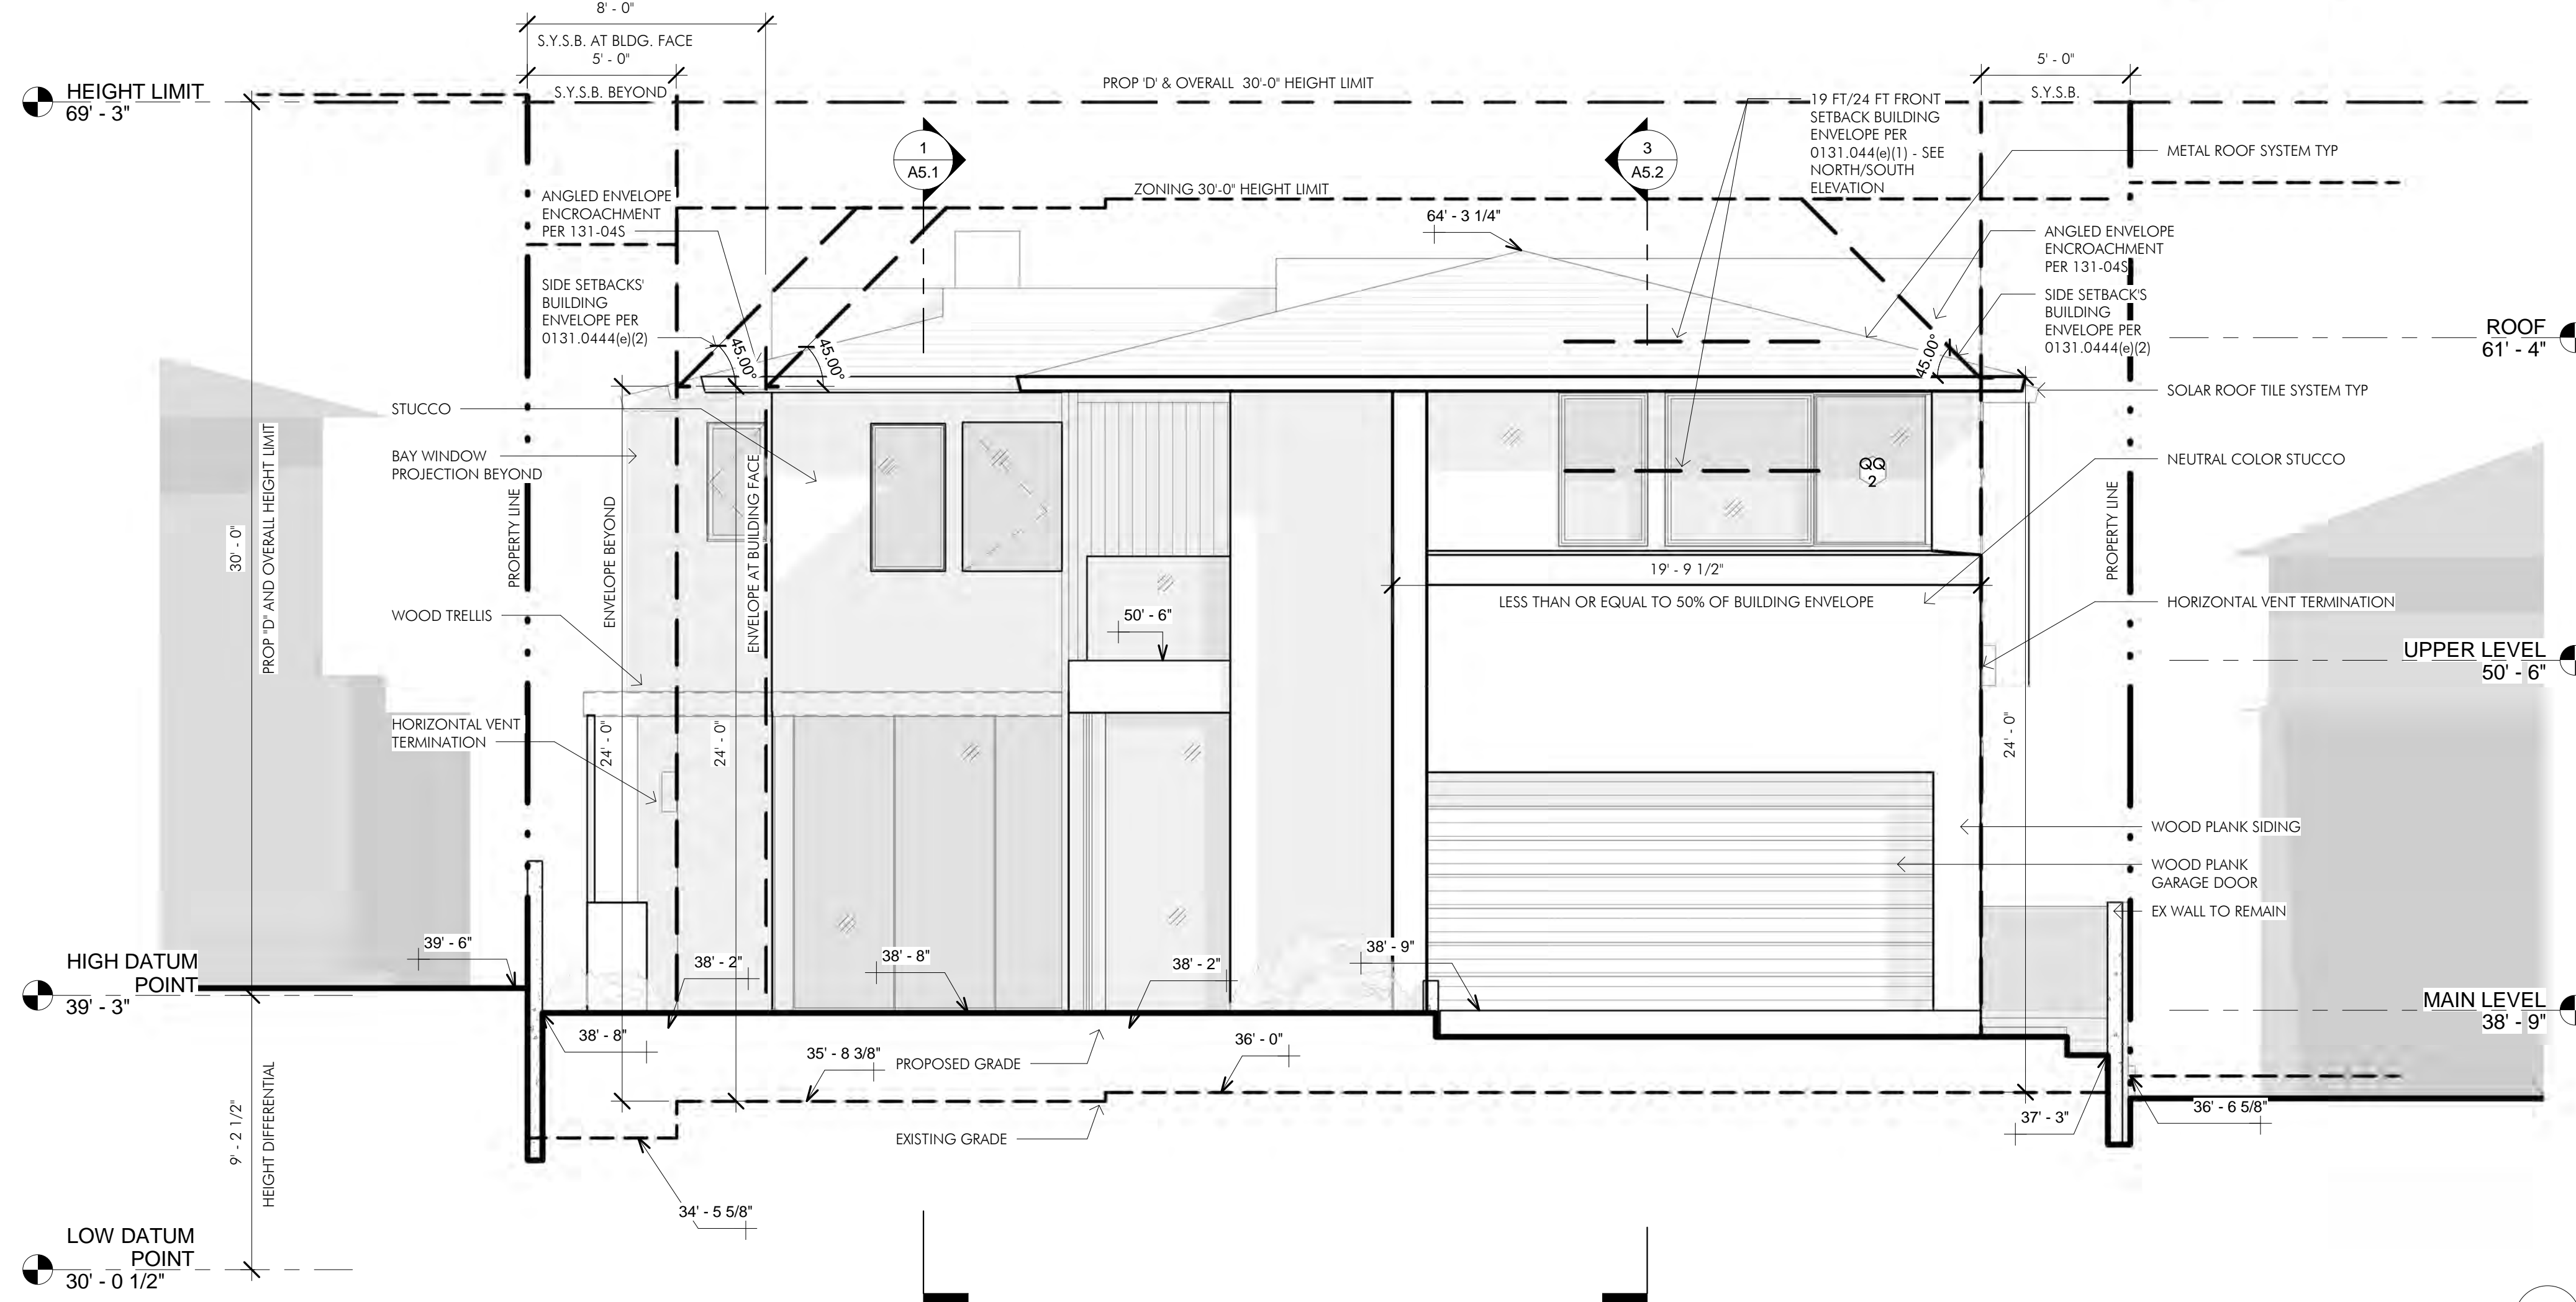 8' - 0"
S.Y.S.B. AT BLDG. FACE
5' - 0"
S.Y.S.B. BEYOND
HEIGHT LIMIT
69' - 3"
PROP 'D' & OVERALL 30'-0" HEIGHT LIMIT
5' - 0"
S.Y.S.B.
19 FT/24 FT FRONT
SETBACK BUILDING
ENVELOPE PER
0131.044(e)(1) - SEE
NORTH/SOUTH
ELEVATION
1
A5.1
3
A5.2
METAL ROOF SYSTEM TYP
ANGLED ENVELOPE
ENCROACHMENT
PER 131-04S
ZONING 30'-0" HEIGHT LIMIT
64' - 3 1/4"
ANGLED ENVELOPE
ENCROACHMENT
PER 131-04S
SIDE SETBACKS'
BUILDING
ENVELOPE PER
0131.0444(e)(2)
SIDE SETBACK'S
BUILDING
ENVELOPE PER
0131.0444(e)(2)
45.00°
45.00°
45.00°
ROOF
61' - 4"
SOLAR ROOF TILE SYSTEM TYP
STUCCO
BAY WINDOW
PROJECTION BEYOND
NEUTRAL COLOR STUCCO
QQ
2
30' - 0"
PROP "D" AND OVERALL HEIGHT LIMIT
PROPERTY LINE
ENVELOPE BEYOND
ENVELOPE AT BUILDING FACE
PROPERTY LINE
19' - 9 1/2"
LESS THAN OR EQUAL TO 50% OF BUILDING ENVELOPE
WOOD TRELLIS
50' - 6"
HORIZONTAL VENT TERMINATION
UPPER LEVEL
50' - 6"
HORIZONTAL VENT
TERMINATION
24' - 0"
24' - 0"
24' - 0"
WOOD PLANK SIDING
WOOD PLANK
GARAGE DOOR
EX WALL TO REMAIN
39' - 6"
38' - 2"
38' - 8"
38' - 2"
38' - 9"
HIGH DATUM
POINT
39' - 3"
MAIN LEVEL
38' - 9"
38' - 8"
35' - 8 3/8"
PROPOSED GRADE
36' - 0"
9' - 2 1/2"
HEIGHT DIFFERENTIAL
EXISTING GRADE
37' - 3"
36' - 6 5/8"
34' - 5 5/8"
LOW DATUM
POINT
30' - 0 1/2"